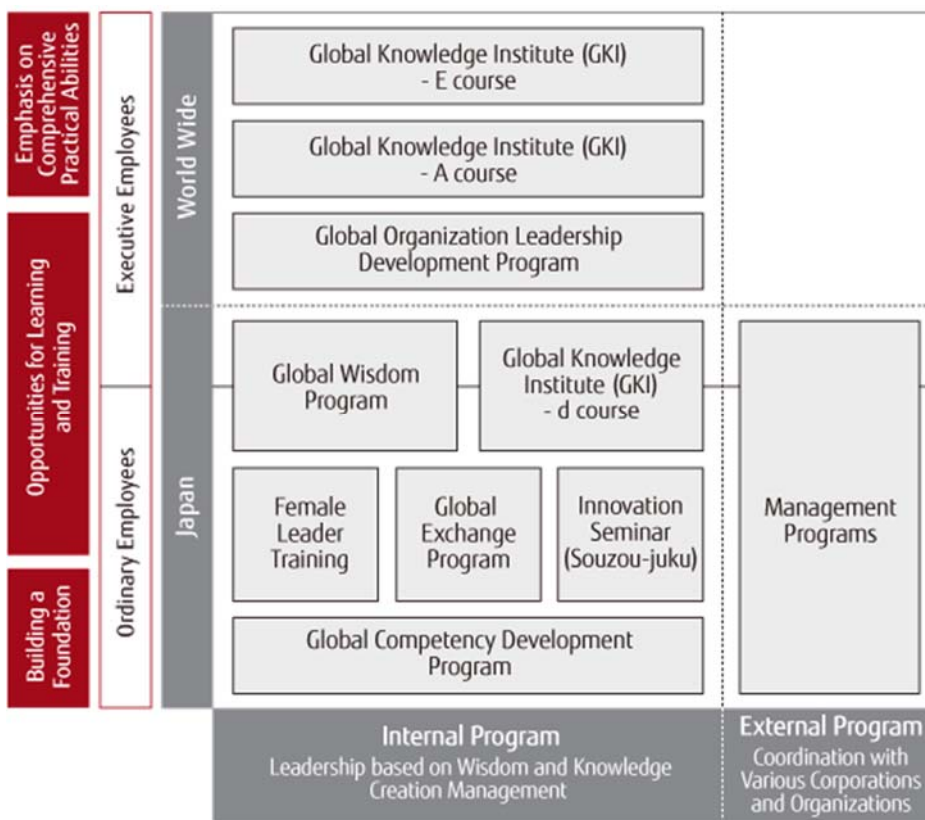 Emphasis on
Comprehensive
Practical Abilities
Opportunities for Learning
and Training
Building a
Foundation
Executive Employees
Ordinary Employees
World Wide
Japan
Global Knowledge Institute (GKI)
- E course
Global Knowledge Institute (GKI)
- A course
Global Organization Leadership
Development Program
Global Wisdom
Program
Global Knowledge
Institute (GKI)
- d course
Female
Leader
Training
Global
Exchange
Program
Innovation
Seminar
(Souzou-juku)
Global Competency Development
Program
Management
Programs
Internal Program
Leadership based on Wisdom and Knowledge
Creation Management
External Program
Coordination with
Various Corporations
and Organizations